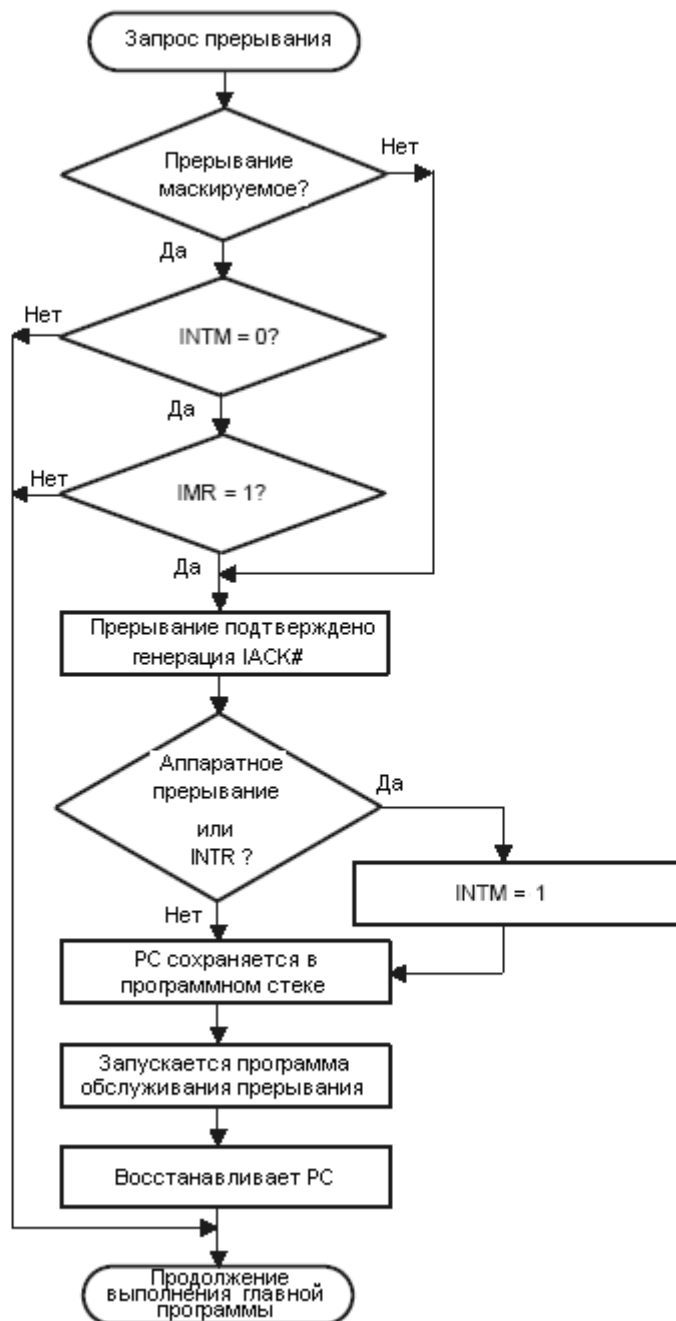 Запрос прерывания
Нет
Прерывание
маскируемое?
Да
Нет
INTM = 0?
Да
Нет
IMR = 1?
Да
Прерывание подтверждено
генерация IACK#
Аппаратное
прерывание
или
INTR ?
Да
INTM = 1
Нет
PC сохраняется в
программном стеке
Запускается программа
обслуживания прерывания
Восстанавливает PC
Продолжение
выполнения главной
программы